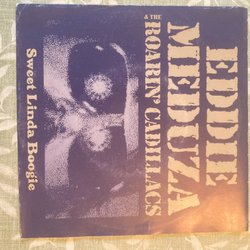 EDDIE
MEDUZA
& THE
ROARIN' CADILLACS
Sweet Linda Boogie